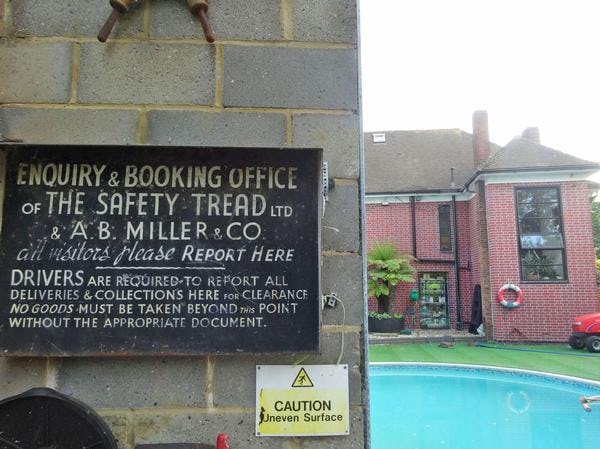 ENQUIRY & BOOKING OFFICE
OF THE SAFETY TREAD LTD
& A.B. MILLER & CO.
all visitors please REPORT HERE
DRIVERS ARE REQUIRED TO REPORT ALL
DELIVERIES & COLLECTIONS HERE FOR CLEARANCE
NO GOODS MUST BE TAKEN BEYOND THIS POINT
WITHOUT THE APPROPRIATE DOCUMENT.
CAUTION
Uneven Surface